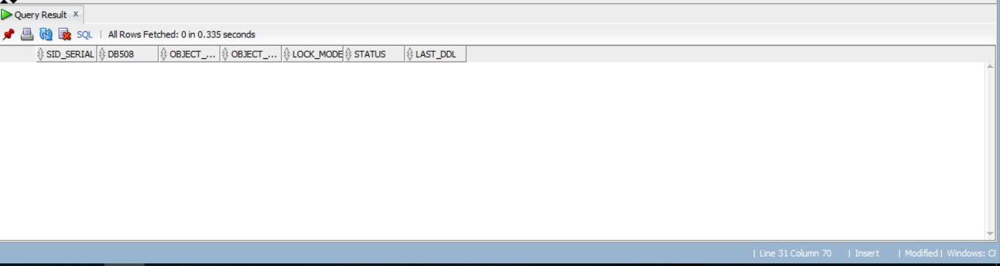 Query Result x
SQL | All Rows Fetched: 0 in 0.335 seconds
SID_SERIAL DB508 OBJECT_... OBJECT_... LOCK_MODE STATUS LAST_DDL
| Line 31 Column 70 | Insert | Modified | Windows: